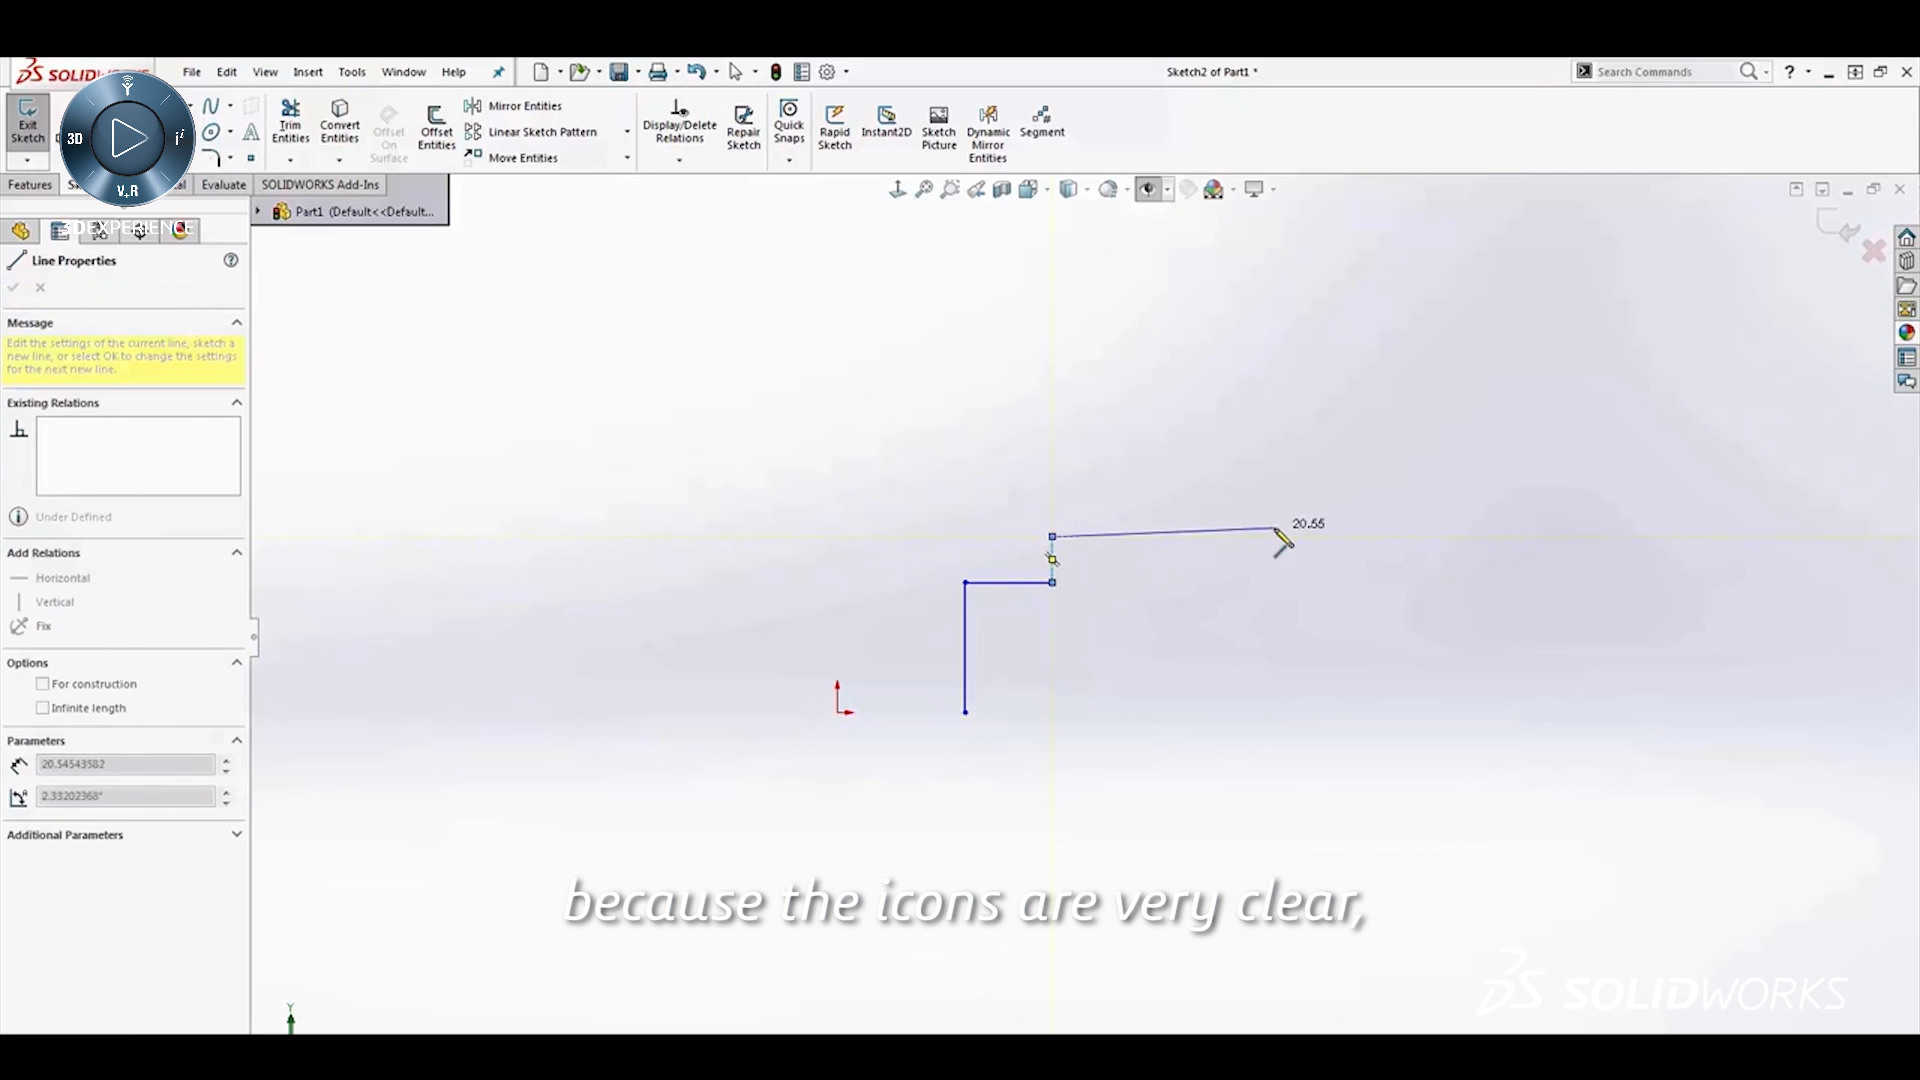 SOLIDWORKS
File Edit View Insert Tools Window Help
Sketch2 of Part1 *
Search Commands
?
Exit Sketch
Trim Entities
Convert Entities
Offset On Surface
Offset Entities
Mirror Entities
Linear Sketch Pattern
Move Entities
Display/Delete Relations
Repair Sketch
Quick Snaps
Rapid Sketch
Instant2D
Sketch Picture
Dynamic Mirror Entities
Segment
3D
i²
V+R
3DEXPERIENCE
Features
Evaluate
SOLIDWORKS Add-Ins
Part1 (Default<<Default...
Line Properties
?
Message
Edit the settings of the current line, sketch a
new line, or select OK to change the settings
for the next new line.
Existing Relations
Under Defined
Add Relations
Horizontal
Vertical
Fix
Options
For construction
Infinite length
Parameters
20.54543582
2.33202368°
Additional Parameters
20.55
Y
because the icons are very clear,
SOLIDWORKS